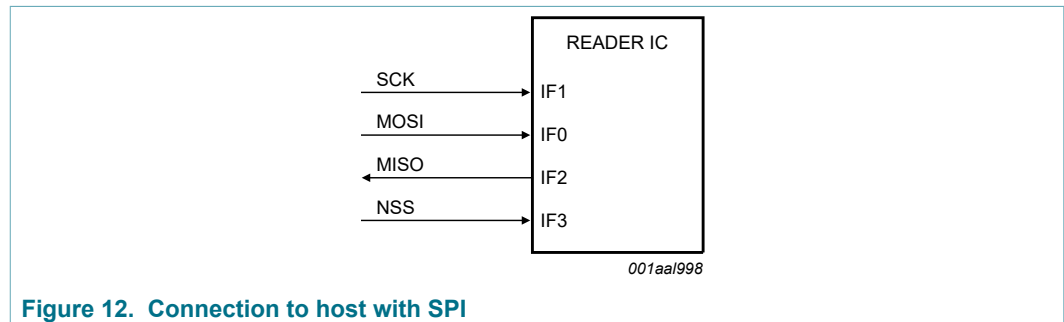 READER IC
SCK
IF1
MOSI
IF0
MISO
IF2
NSS
IF3
001aal998
Figure 12. Connection to host with SPI